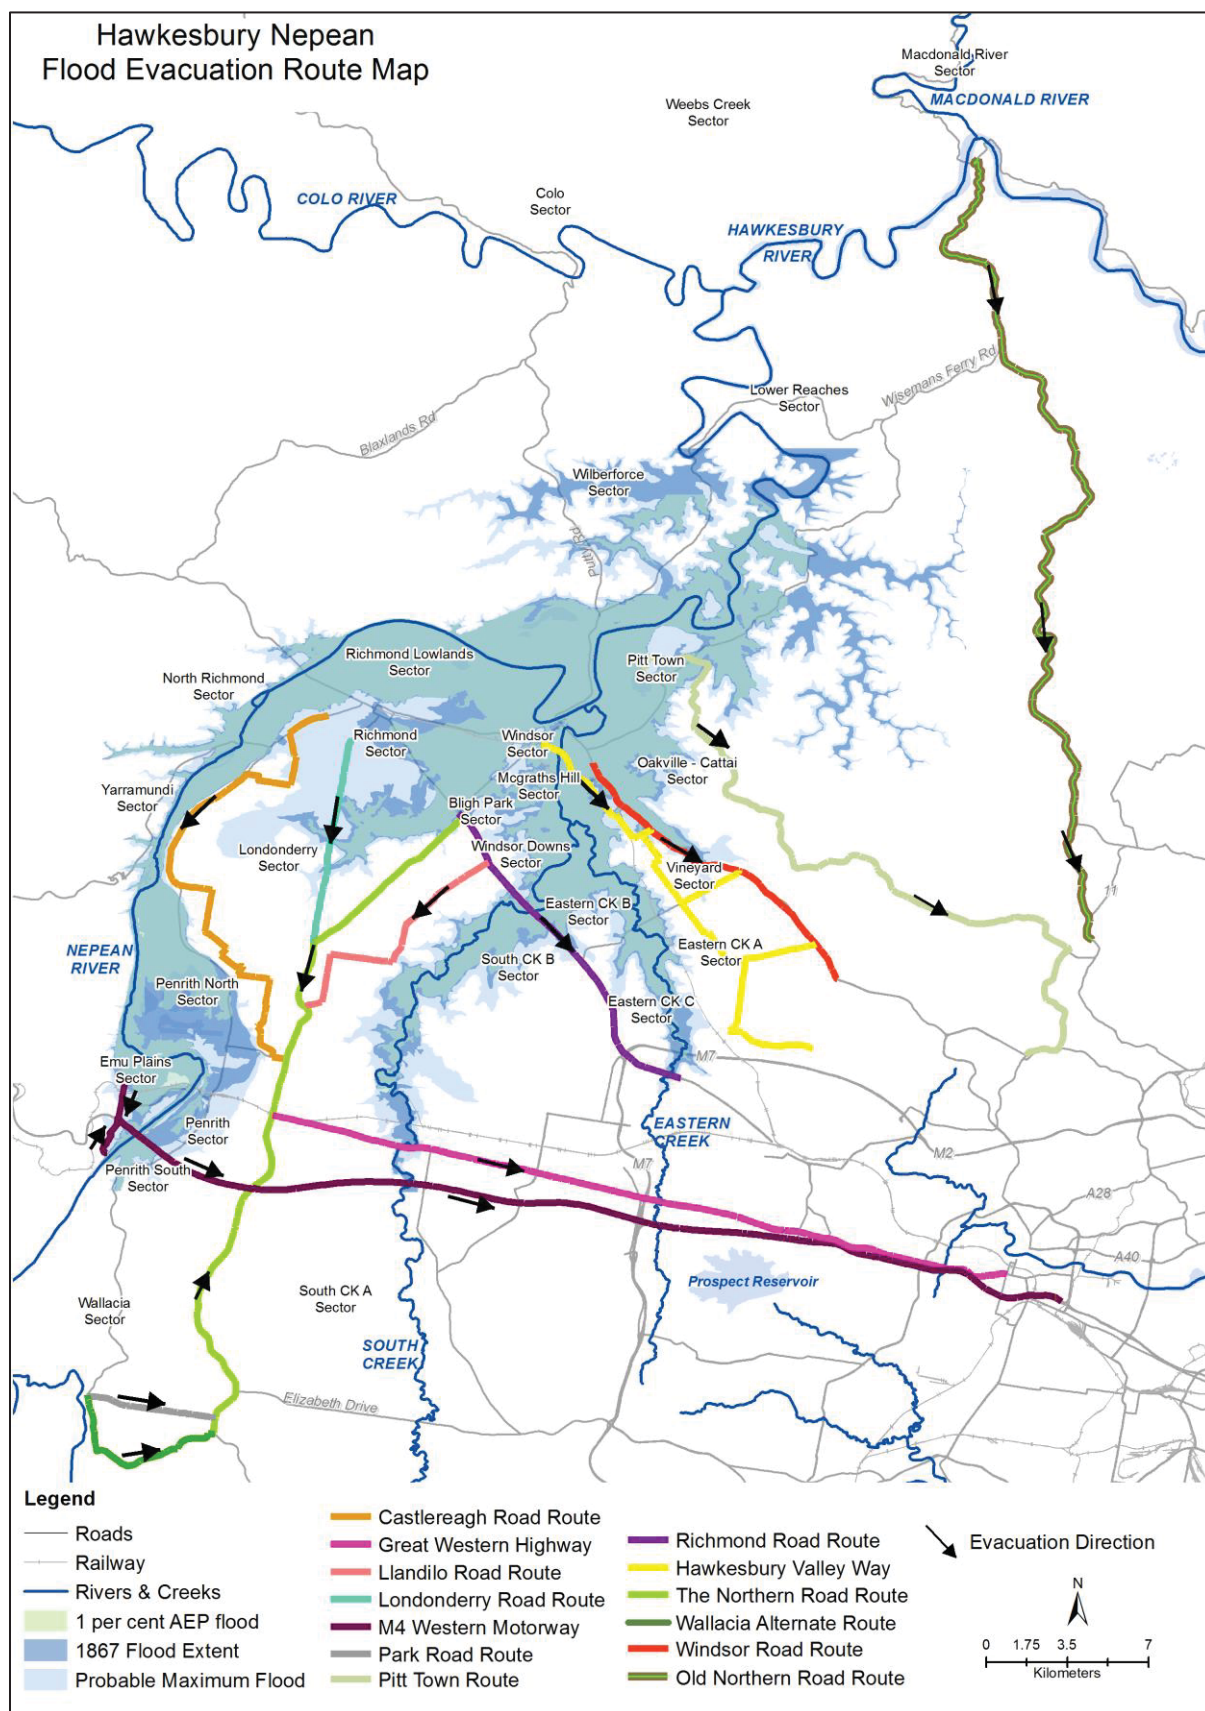 Hawkesbury Nepean
Flood Evacuation Route Map
Macdonald River
Sector
MACDONALD RIVER
Weebs Creek
Sector
COLO RIVER
Colo
Sector
HAWKESBURY
RIVER
Wisemans Ferry Rd
Lower Reaches
Sector
Blaxlands Rd
Wilberforce
Sector
Putty Rd
Richmond Lowlands
Sector
Pitt Town
Sector
North Richmond
Sector
Richmond
Sector
Windsor
Sector
Oakville - Cattai
Sector
Mcgraths Hill
Sector
Yarramundi
Sector
Bligh Park
Sector
Londonderry
Sector
Windsor Downs
Sector
Vineyard
Sector
11
Eastern CK B
Sector
NEPEAN
RIVER
South CK B
Sector
Eastern CK A
Sector
Penrith North
Sector
Eastern CK C
Sector
M7
Emu Plains
Sector
Penrith
Sector
EASTERN
CREEK
M2
M7
Penrith South
Sector
A28
A40
Prospect Reservoir
Wallacia
Sector
South CK A
Sector
SOUTH
CREEK
Elizabeth Drive
Legend
Roads
Railway
Rivers & Creeks
1 per cent AEP flood
1867 Flood Extent
Probable Maximum Flood
Castlereagh Road Route
Great Western Highway
Llandilo Road Route
Londonderry Road Route
M4 Western Motorway
Park Road Route
Pitt Town Route
Richmond Road Route
Hawkesbury Valley Way
The Northern Road Route
Wallacia Alternate Route
Windsor Road Route
Old Northern Road Route
Evacuation Direction
N
0 1.75 3.5 7
Kilometers